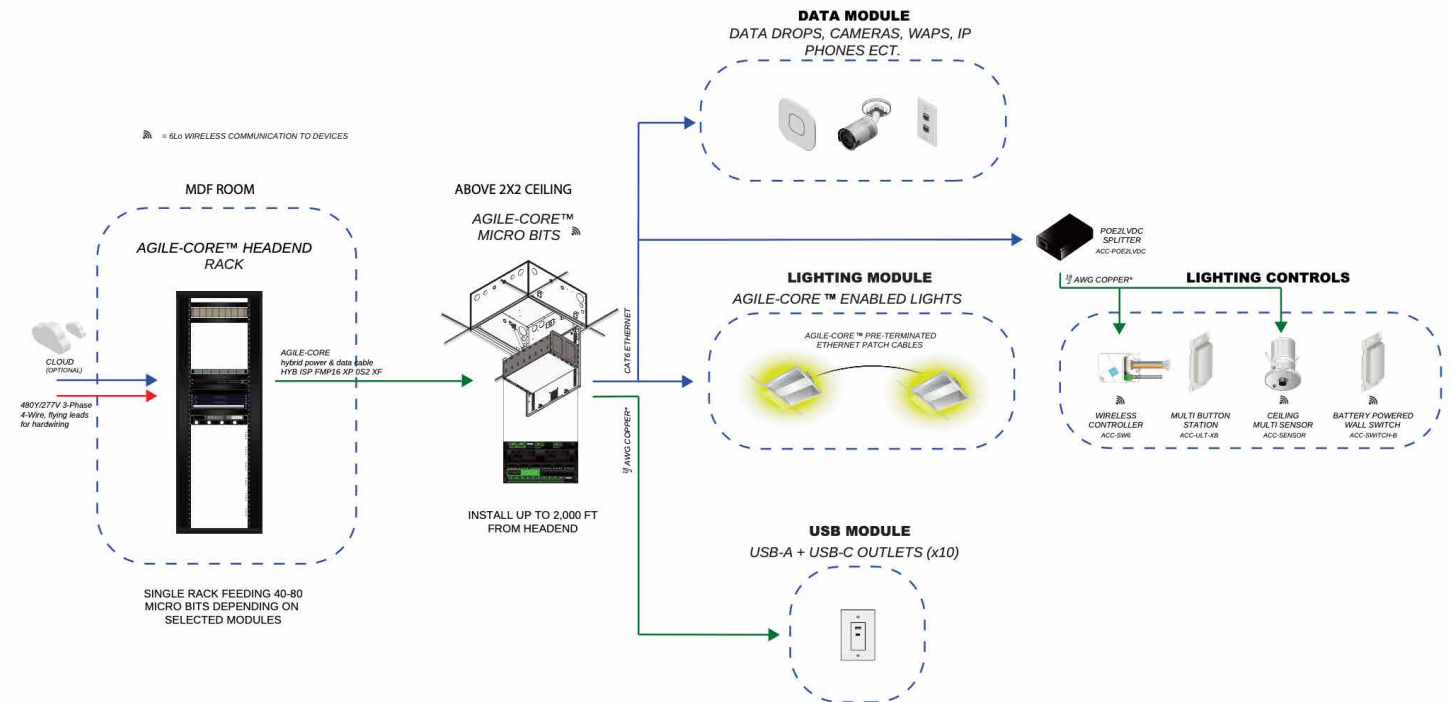 DATA MODULE
DATA DROPS, CAMERAS, WAPS, IP
PHONES ECT.
= 6Lo WIRELESS COMMUNICATION TO DEVICES
MDF ROOM
AGILE-CORE™ HEADEND
RACK
CLOUD
(OPTIONAL)
480Y/277V 3-Phase
4-Wire, flying leads
for hardwiring
AGILE-CORE
hybrid power & data cable
HYB ISP FMP16 XP 0S2 XF
SINGLE RACK FEEDING 40-80
MICRO BITS DEPENDING ON
SELECTED MODULES
ABOVE 2X2 CEILING
AGILE-CORE™
MICRO BITS
INSTALL UP TO 2,000 FT
FROM HEADEND
CAT6 ETHERNET
18/2 AWG COPPER*
LIGHTING MODULE
AGILE-CORE ™ ENABLED LIGHTS
AGILE-CORE™ PRE-TERMINATED
ETHERNET PATCH CABLES
POE2LVDC
SPLITTER
ACC-POE2LVDC
18/2 AWG COPPER*
LIGHTING CONTROLS
WIRELESS
CONTROLLER
ACC-SW6
MULTI BUTTON
STATION
ACC-ULT-XB
CEILING
MULTI SENSOR
ACC-SENSOR
BATTERY POWERED
WALL SWITCH
ACC-SWITCH-B
USB MODULE
USB-A + USB-C OUTLETS (x10)